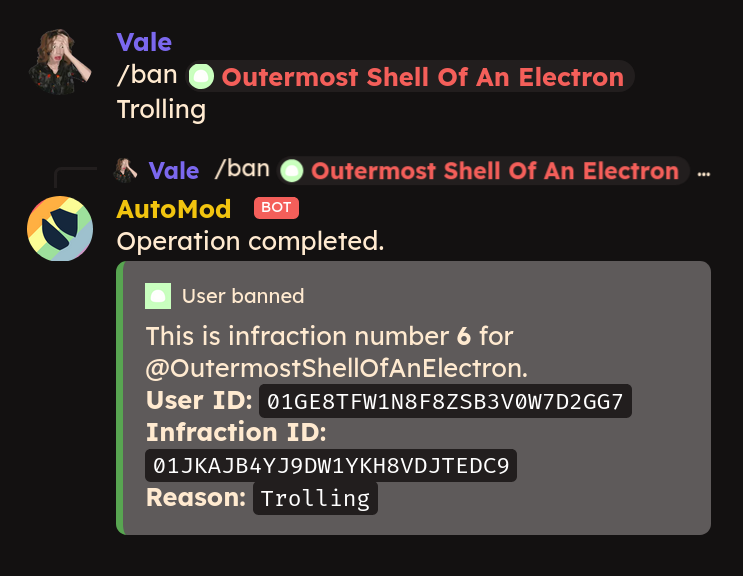 Vale
/ban Outermost Shell Of An Electron
Trolling
Vale /ban Outermost Shell Of An Electron ...
AutoMod BOT
Operation completed.
User banned
This is infraction number 6 for
@OutermostShellOfAnElectron.
User ID: 01GE8TFW1N8F8ZSB3V0W7D2GG7
Infraction ID:
01JKAJB4YJ9DW1YKH8VDJTEDC9
Reason: Trolling